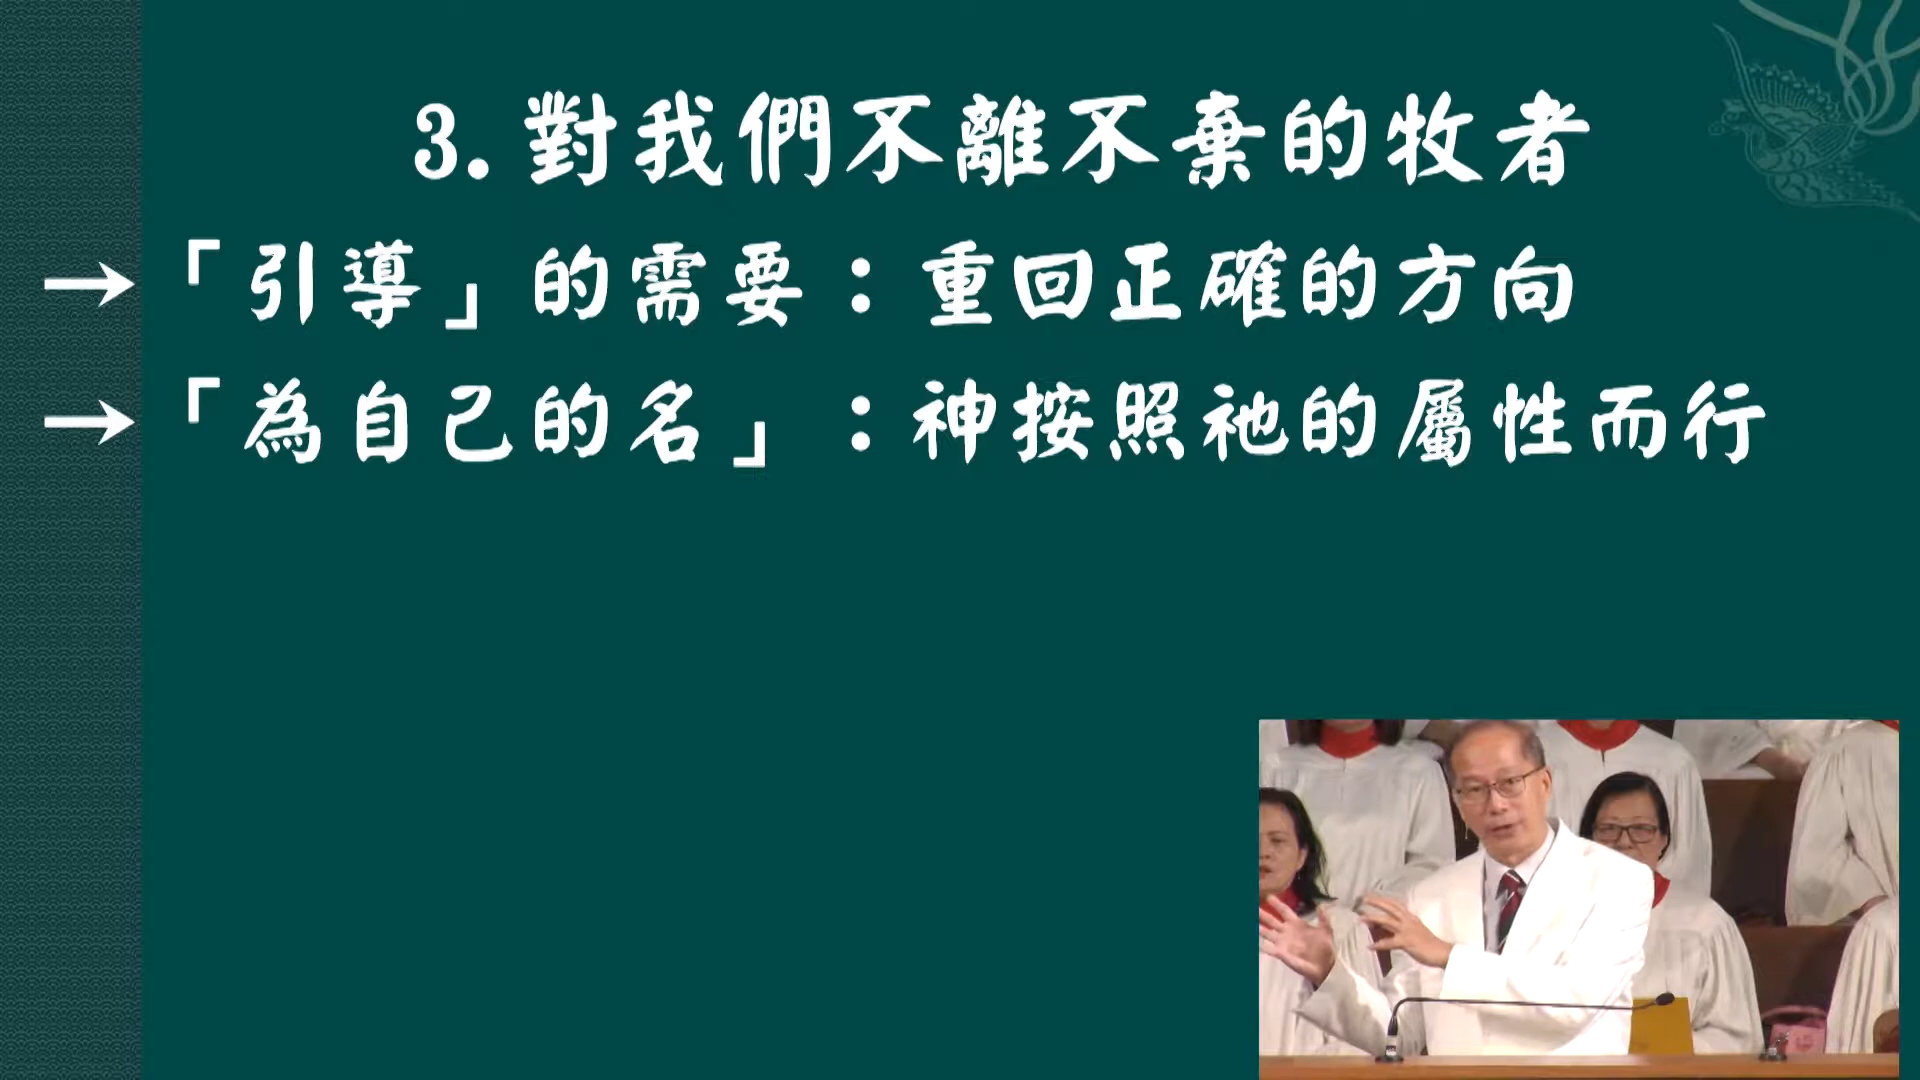 3.對我們不離不棄的牧者
→「引導」的需要：重回正確的方向
→「為自己的名」：神按照祂的屬性而行